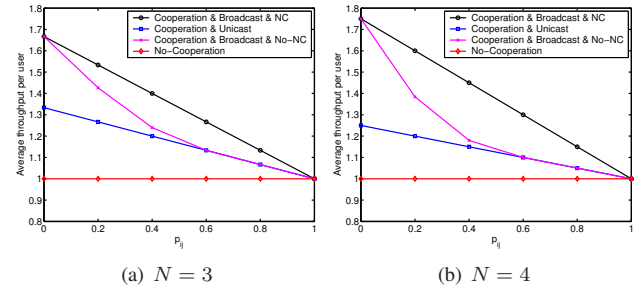 1.8
1.7
1.6
1.5
1.4
1.3
1.2
1.1
1
0.9
0.8
Average throughput per user
Cooperation & Broadcast & NC
Cooperation & Unicast
Cooperation & Broadcast & No−NC
No−Cooperation
0 0.2 0.4 0.6 0.8 1
p_ij
(a) N = 3
1.8
1.7
1.6
1.5
1.4
1.3
1.2
1.1
1
0.9
0.8
Average throughput per user
Cooperation & Broadcast & NC
Cooperation & Unicast
Cooperation & Broadcast & No−NC
No−Cooperation
0 0.2 0.4 0.6 0.8 1
p_ij
(b) N = 4